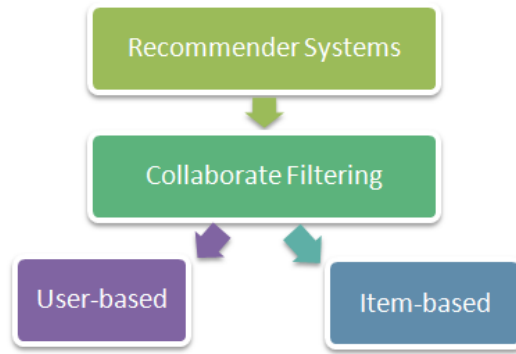 Recommender Systems
Collaborate Filtering
User-based
Item-based